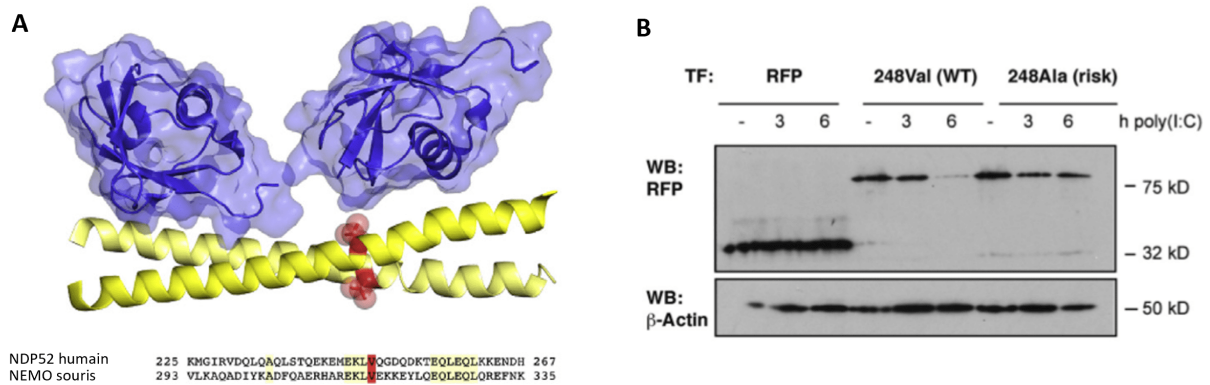 A
NDP52 humain 225 KMGIRVDQLQAQLSTQEKEMEKLVQGDQDKTEQLEQLKKENDH 267
NEMO souris 293 VLKAQADIYKADFQAERHAREKLVEKKEYLQEQLEQLQREFNK 335
B
TF: RFP 248Val (WT) 248Ala (risk)
- 3 6 - 3 6 - 3 6 h poly(I:C)
WB:
RFP
75 kD
32 kD
WB:
β-Actin
50 kD